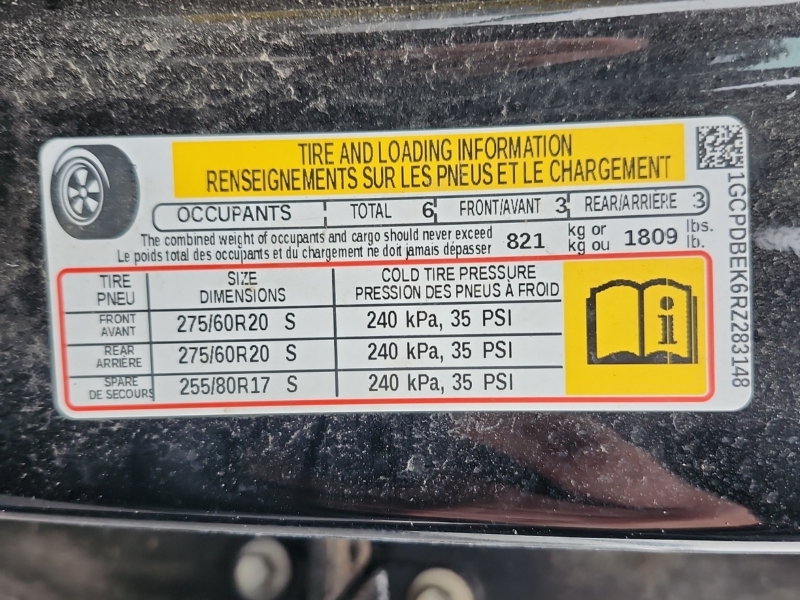 TIRE AND LOADING INFORMATION
RENSEIGNEMENTS SUR LES PNEUS ET LE CHARGEMENT
OCCUPANTS TOTAL 6 FRONT/AVANT 3 REAR/ARRIÈRE 3
The combined weight of occupants and cargo should never exceed 821 kg or 1809 lbs.
Le poids total des occupants et du chargement ne doit jamais dépasser kg ou lb.
TIRE SIZE COLD TIRE PRESSURE
PNEU DIMENSIONS PRESSION DES PNEUS À FROID
FRONT
AVANT 275/60R20 S 240 kPa, 35 PSI
REAR
ARRIÈRE 275/60R20 S 240 kPa, 35 PSI
SPARE
DE SECOURS 255/80R17 S 240 kPa, 35 PSI
i
1GCPDBEK6RZ283148